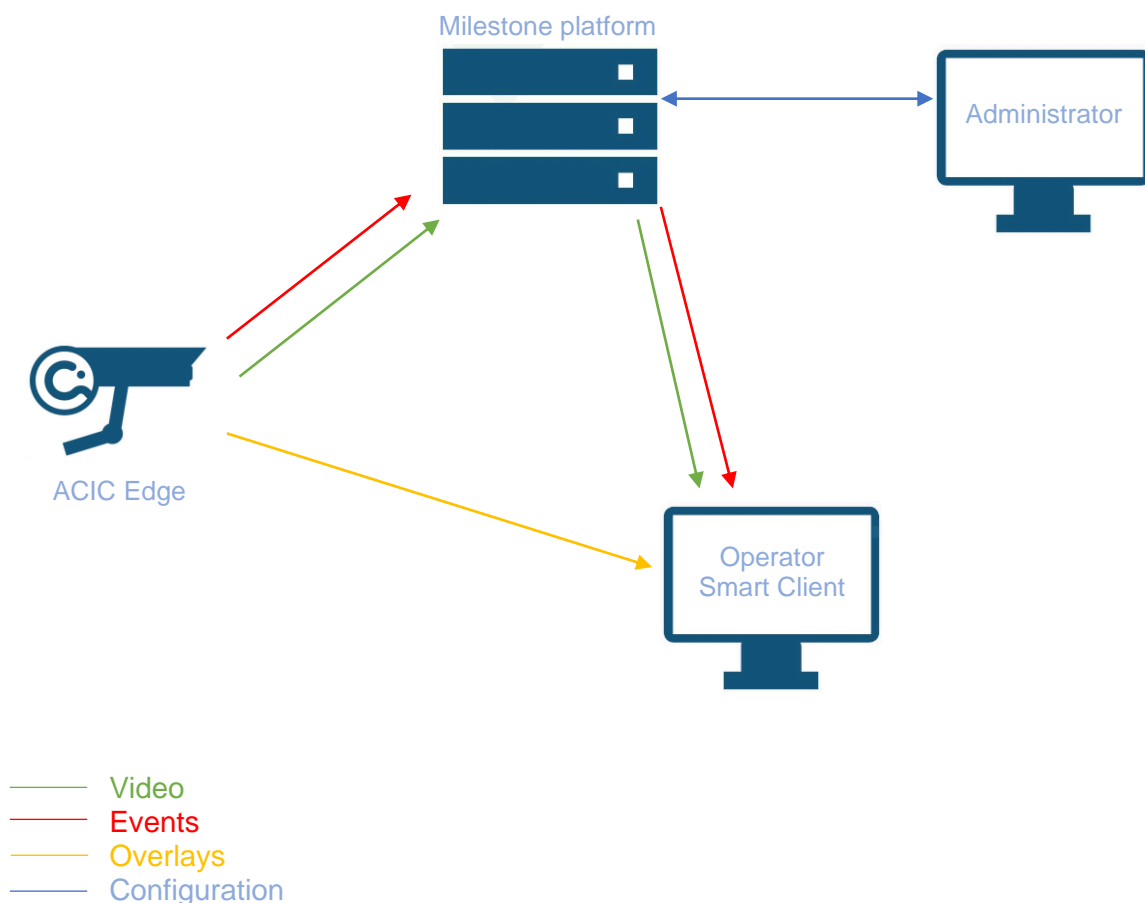 Milestone platform
Administrator
ACIC Edge
Operator
Smart Client
Video
Events
Overlays
Configuration